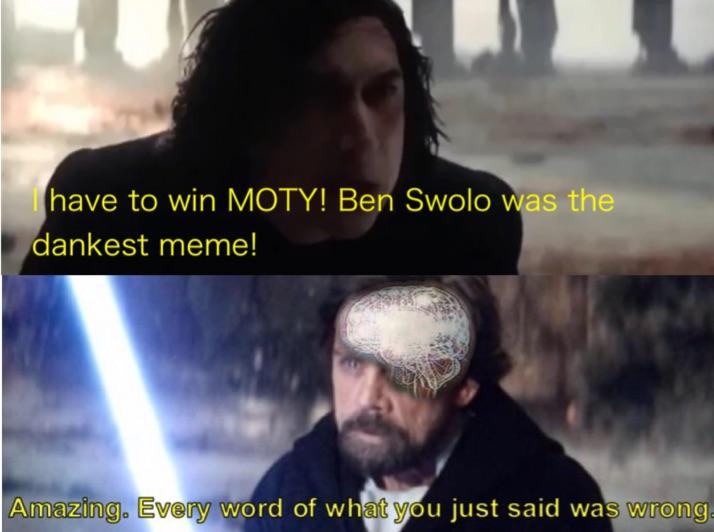 I have to win MOTY! Ben Swolo was the
dankest meme!
Amazing. Every word of what you just said was wrong.